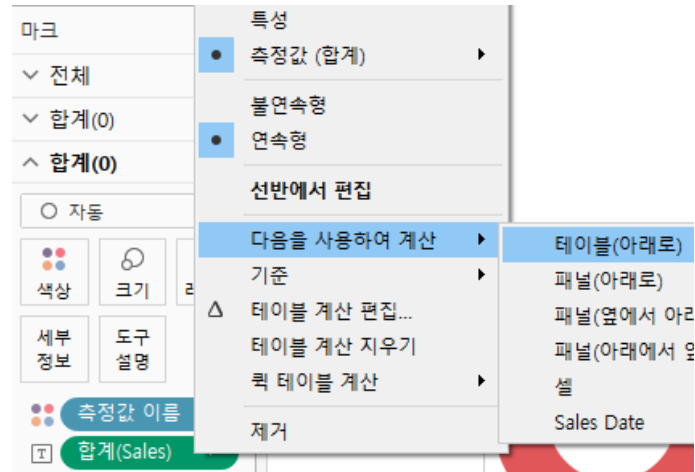 마크
전체
합계(0)
합계(0)
자동
색상
크기
세부
정보
도구
설명
측정값 이름
T
합계(Sales)
특성
측정값 (합계)
불연속형
연속형
선반에서 편집
다음을 사용하여 계산
기준
테이블 계산 편집...
테이블 계산 지우기
퀵 테이블 계산
제거
테이블(아래로)
패널(아래로)
패널(옆에서
패널(아래에서
셀
Sales Date